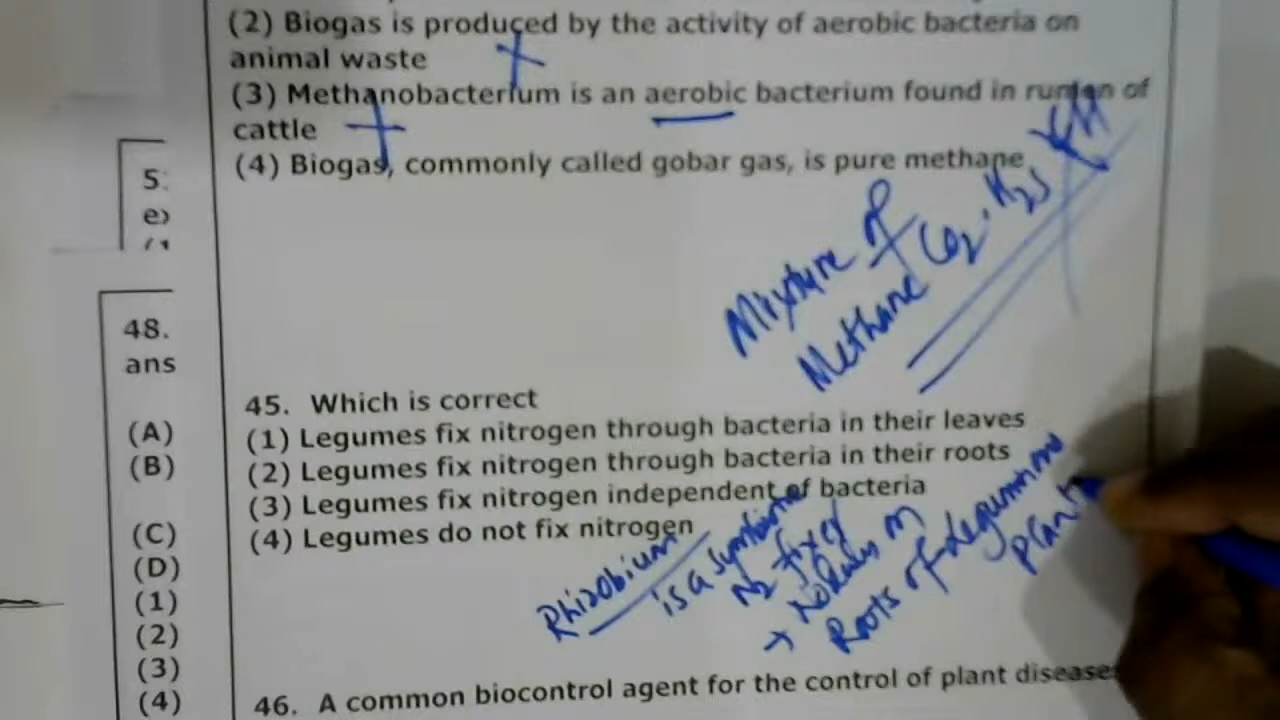 (2) Biogas is produced by the activity of aerobic bacteria on
animal waste
(3) Methanobacterium is an aerobic bacterium found in rumen of
cattle
(4) Biogas, commonly called gobar gas, is pure methane
Mixture of
Methane CO2, H2S
45. Which is correct
(1) Legumes fix nitrogen through bacteria in their leaves
(2) Legumes fix nitrogen through bacteria in their roots
(3) Legumes fix nitrogen independent of bacteria
(4) Legumes do not fix nitrogen
Rhizobium
is a
N2 fixer
Roots of
plant
46. A common biocontrol agent for the control of plant disease
5
e)
(1
48.
ans
(A)
(B)
(C)
(D)
(1)
(2)
(3)
(4)